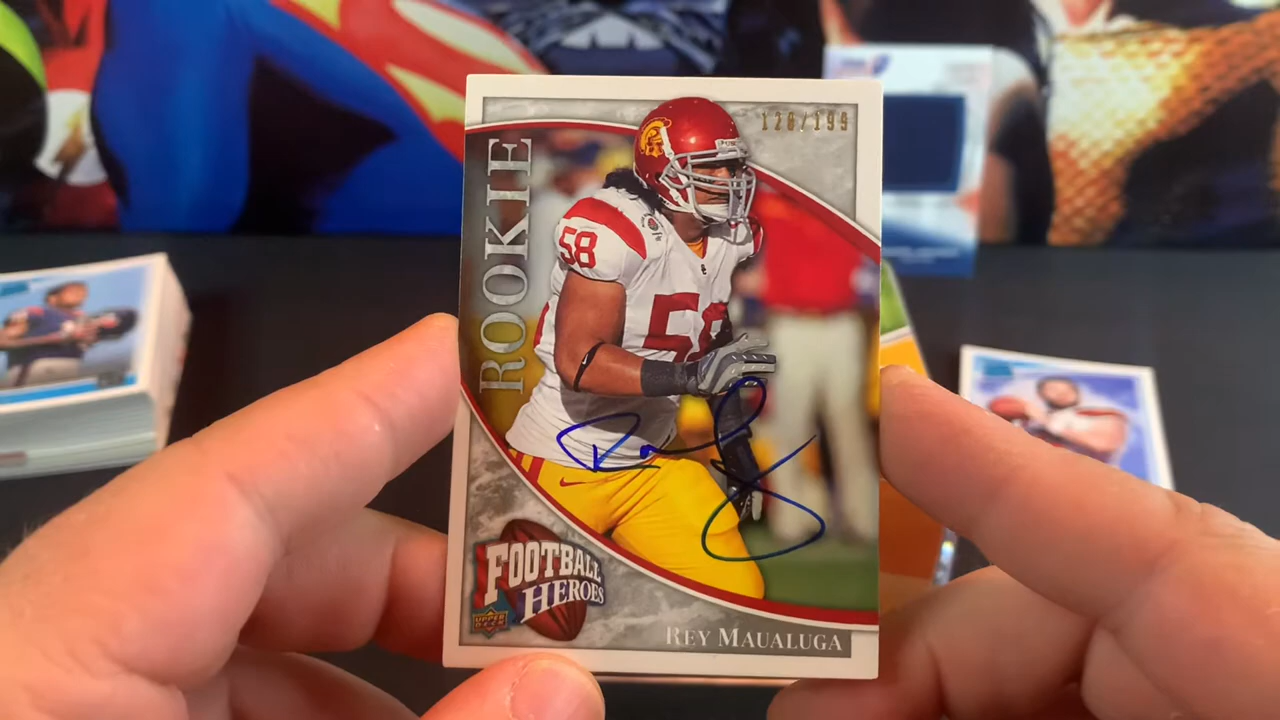 128/199
ROOKIE
58
58
FOOTBALL
HEROES
UPPER
DECK
REY MAUALUGA